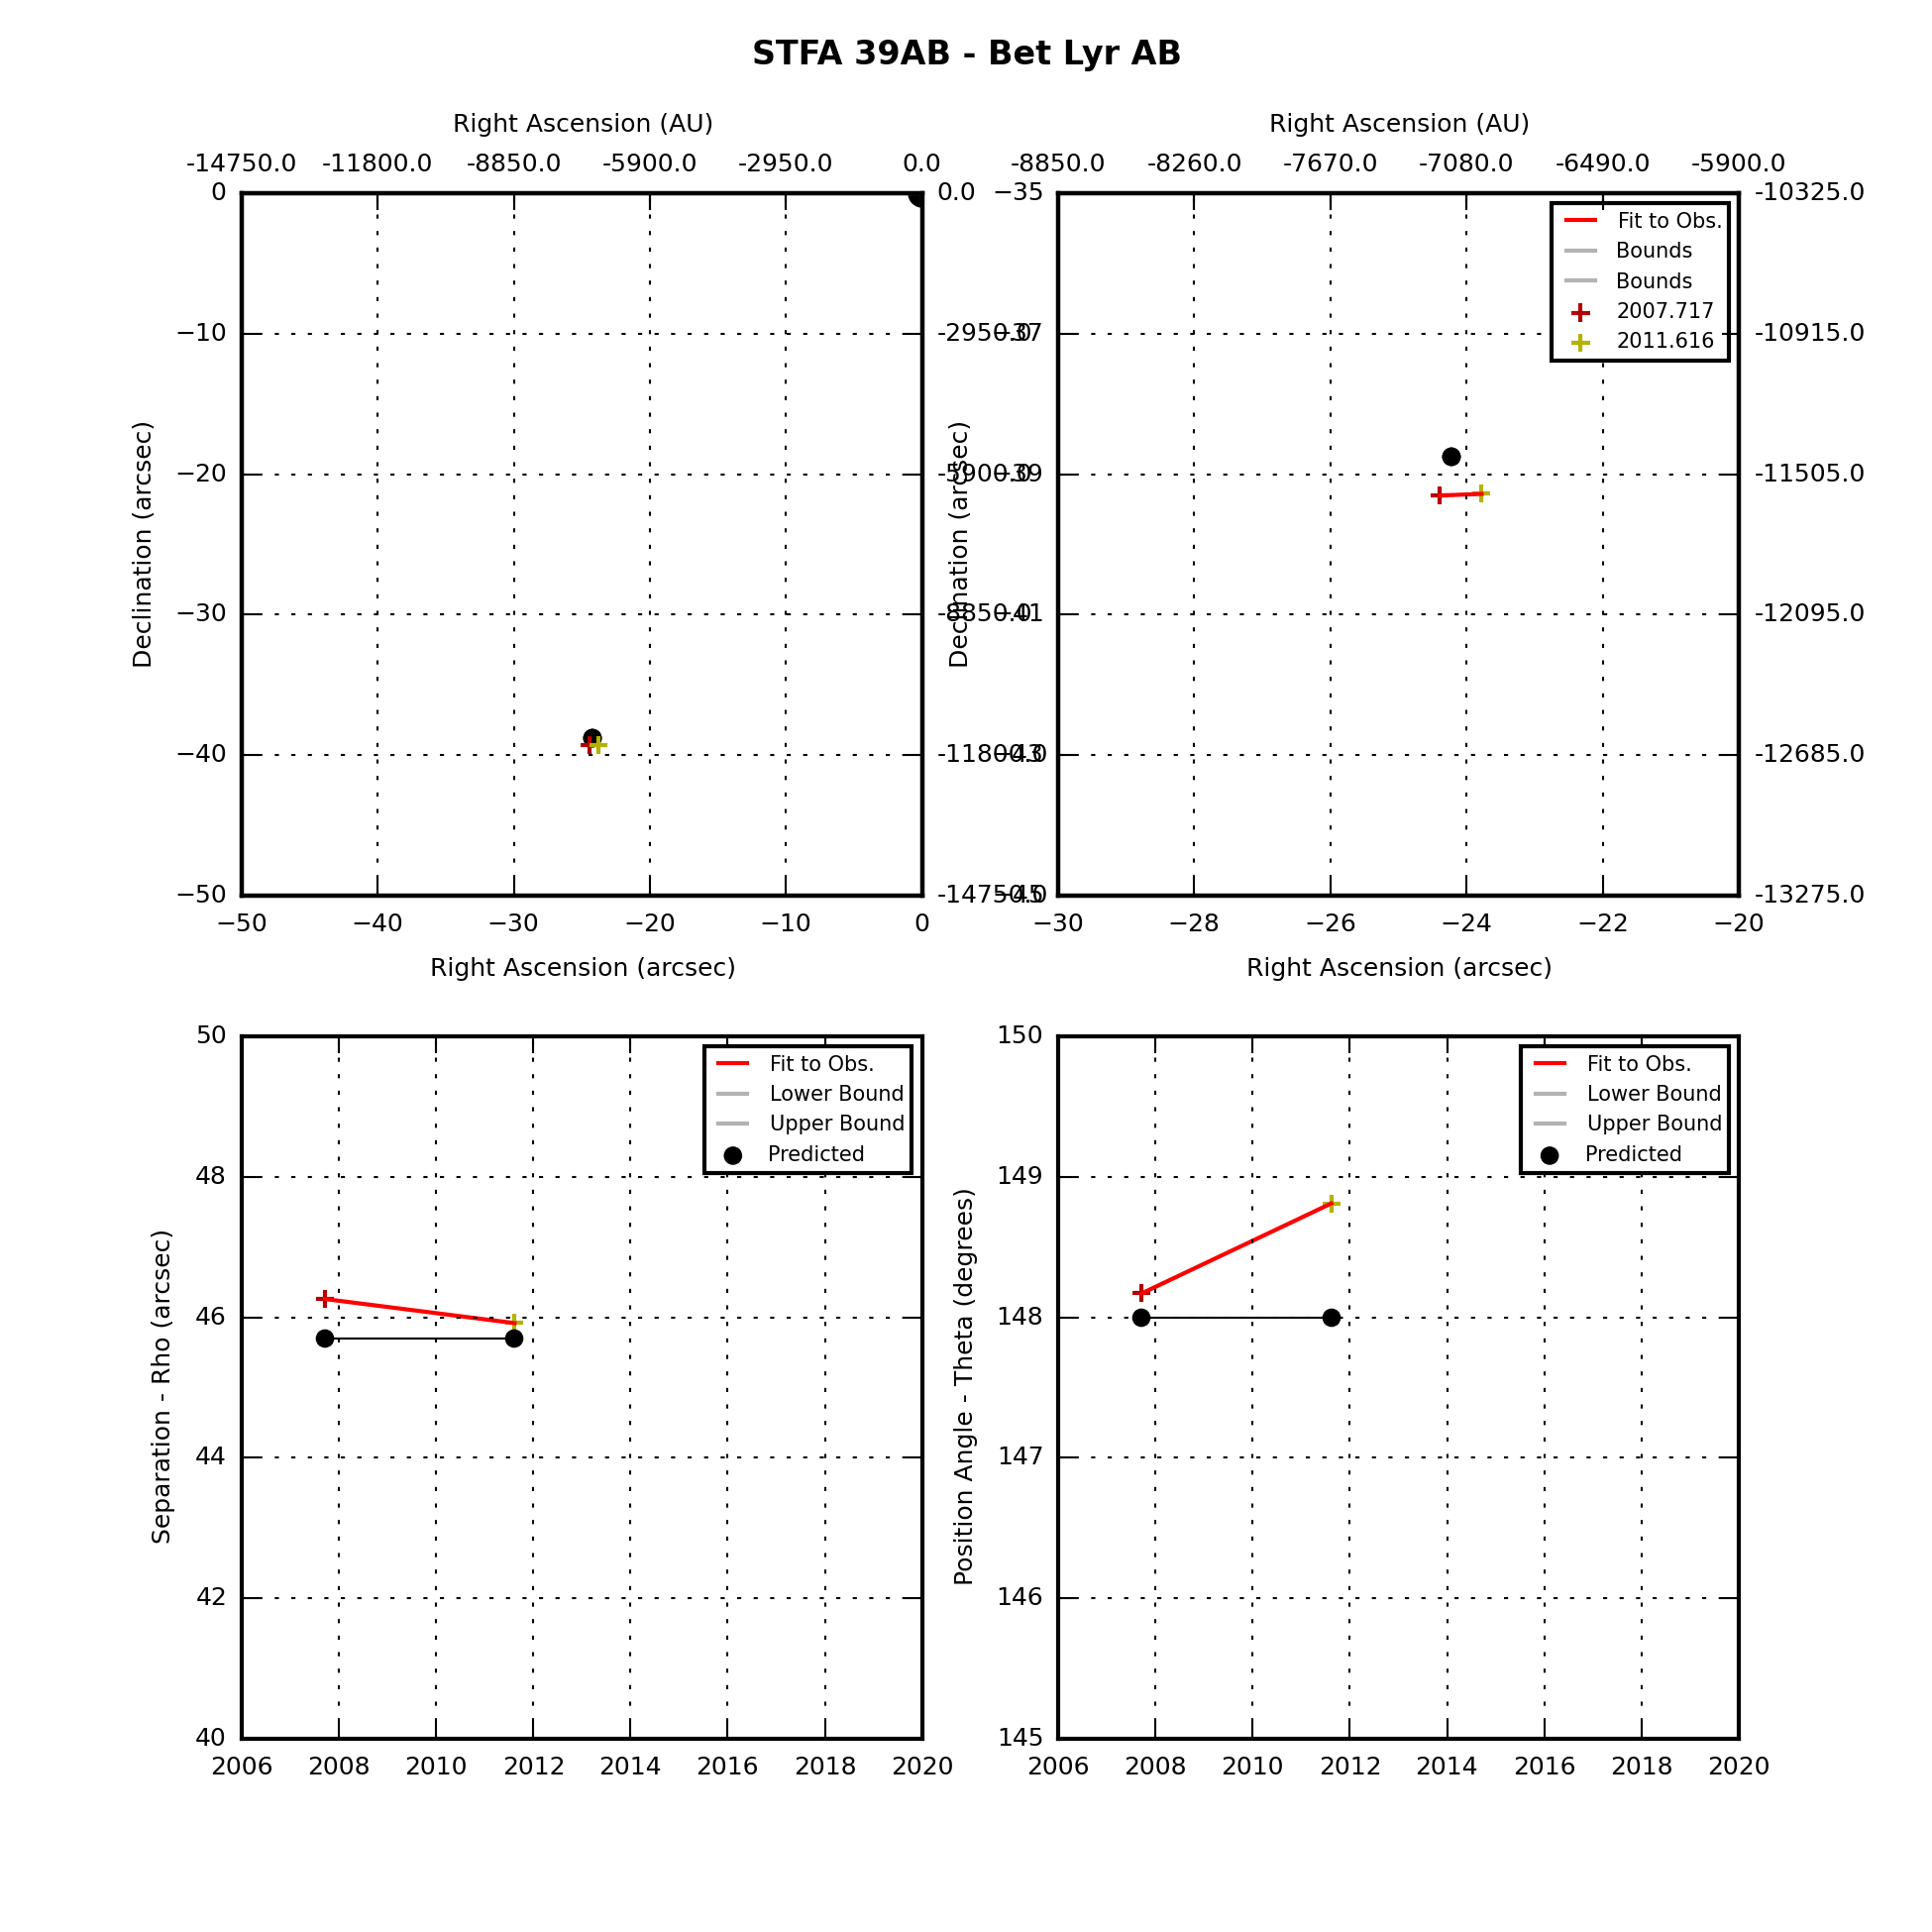 STFA 39AB - Bet Lyr AB
Right Ascension (AU)
-14750.0 -11800.0 -8850.0 -5900.0 -2950.0 0.0
0 0.0
−10 -2950.0
−20 -5900.0
−30 -8850.0
−40 -11800.0
−50 -14750.0
Declination (arcsec)
−50 −40 −30 −20 −10 0
Right Ascension (arcsec)
Right Ascension (AU)
-8850.0 -8260.0 -7670.0 -7080.0 -6490.0 -5900.0
−35 -10325.0
−37 -10915.0
−39 -11505.0
−41 -12095.0
−43 -12685.0
−45 -13275.0
Declination (arcsec)
Fit to Obs.
Bounds
Bounds
2007.717
2011.616
−30 −28 −26 −24 −22 −20
Right Ascension (arcsec)
50
48
46
44
42
40
Separation - Rho (arcsec)
Fit to Obs.
Lower Bound
Upper Bound
Predicted
2006 2008 2010 2012 2014 2016 2018 2020
150
149
148
147
146
145
Position Angle - Theta (degrees)
Fit to Obs.
Lower Bound
Upper Bound
Predicted
2006 2008 2010 2012 2014 2016 2018 2020